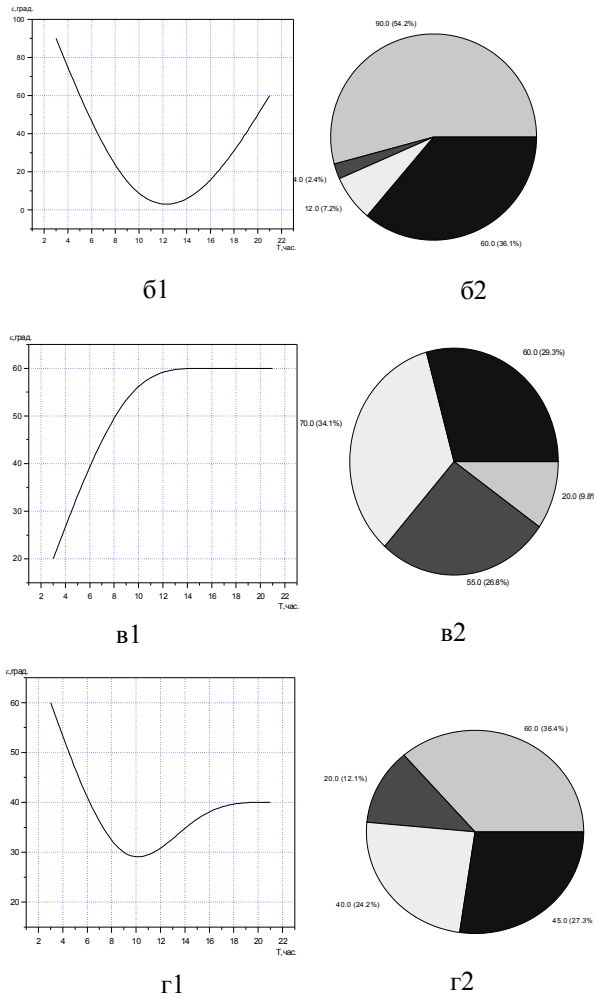 ε,град.
100
80
60
40
20
0
2 4 6 8 10 12 14 16 18 20 22
T,час.
90.0 (54.2%)
4.0 (2.4%)
12.0 (7.2%)
60.0 (36.1%)
б1
б2
ε,град.
60
50
40
30
20
2 4 6 8 10 12 14 16 18 20 22
T,час.
60.0 (29.3%)
70.0 (34.1%)
20.0 (9.8%
55.0 (26.8%)
в1
в2
ε,град.
60
50
40
30
20
2 4 6 8 10 12 14 16 18 20 22
T,час.
60.0 (36.4%)
20.0 (12.1%)
40.0 (24.2%)
45.0 (27.3%
г1
г2